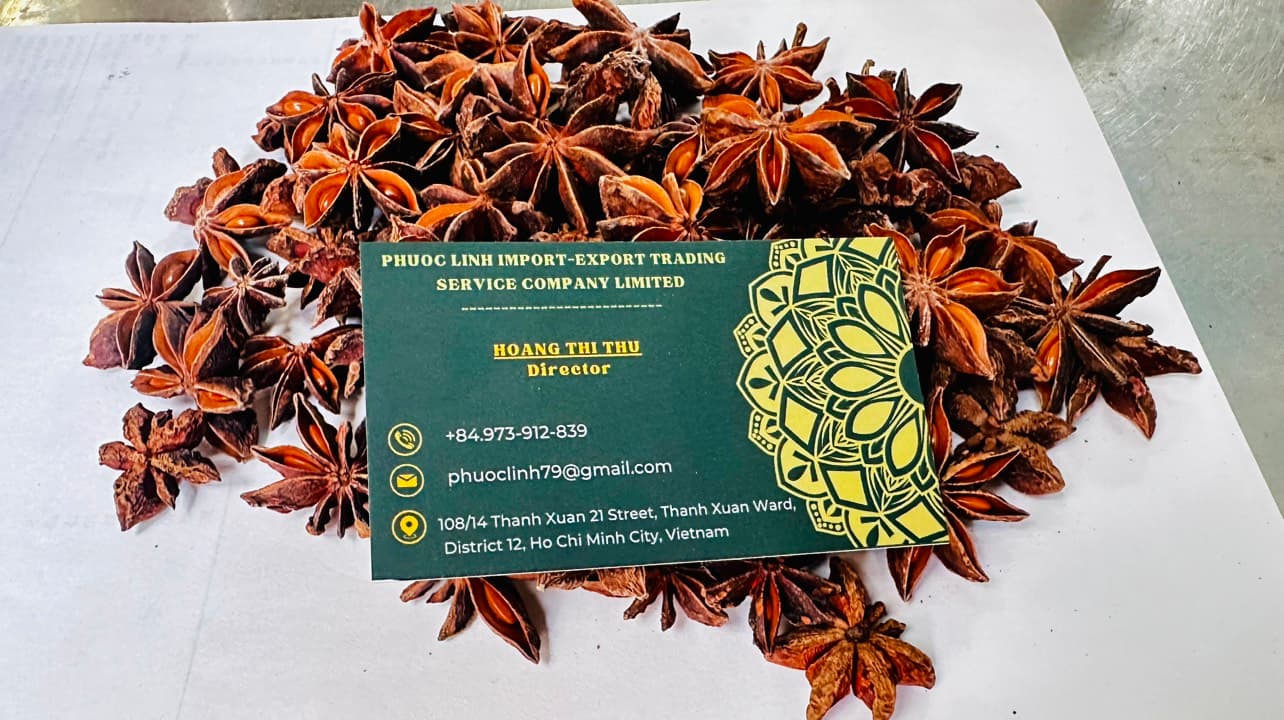 PHUOC LINH IMPORT-EXPORT TRADING
SERVICE COMPANY LIMITED
-------------------------
HOANG THI THU
Director
+84.973-912-839
phuoclinh79@gmail.com
108/14 Thanh Xuan 21 Street, Thanh Xuan Ward,
District 12, Ho Chi Minh City, Vietnam